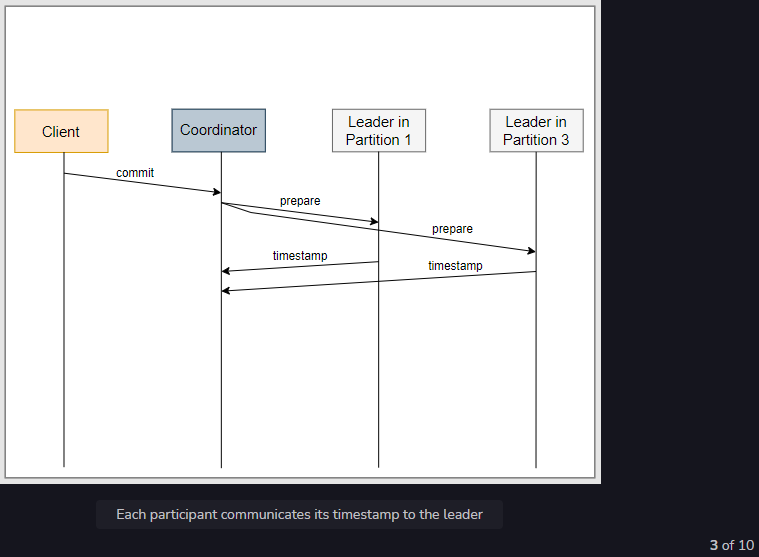 Client
Coordinator
Leader in
Partition 1
Leader in
Partition 3
commit
prepare
prepare
timestamp
timestamp
Each participant communicates its timestamp to the leader
3 of 10